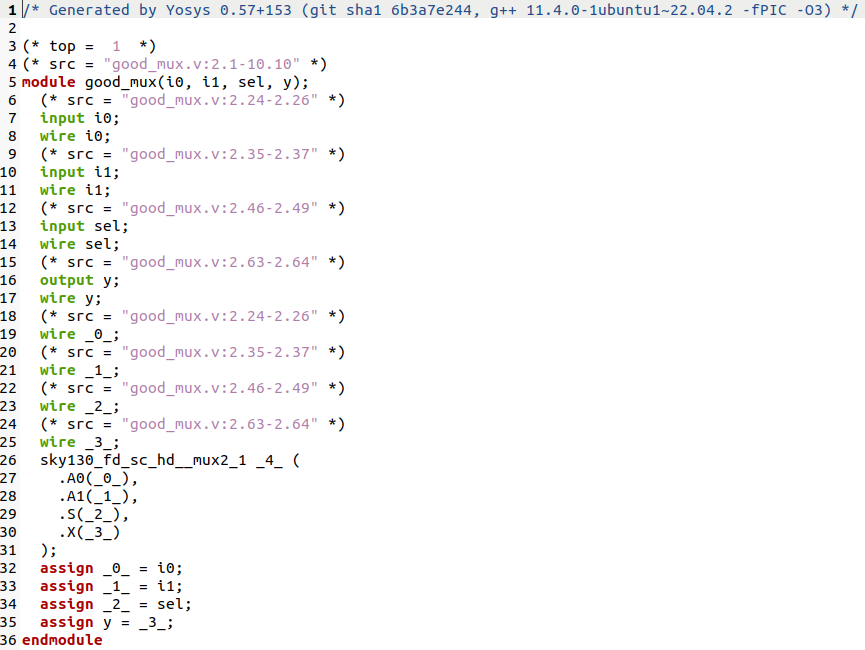 1 /* Generated by Yosys 0.57+153 (git sha1 6b3a7e244, g++ 11.4.0-1ubuntu1~22.04.2 -fPIC -O3) */
2
3 (* top =  1  *)
4 (* src = "good_mux.v:2.1-10.10" *)
5 module good_mux(i0, i1, sel, y);
6   (* src = "good_mux.v:2.24-2.26" *)
7   input i0;
8   wire i0;
9   (* src = "good_mux.v:2.35-2.37" *)
10   input i1;
11   wire i1;
12   (* src = "good_mux.v:2.46-2.49" *)
13   input sel;
14   wire sel;
15   (* src = "good_mux.v:2.63-2.64" *)
16   output y;
17   wire y;
18   (* src = "good_mux.v:2.24-2.26" *)
19   wire _0_;
20   (* src = "good_mux.v:2.35-2.37" *)
21   wire _1_;
22   (* src = "good_mux.v:2.46-2.49" *)
23   wire _2_;
24   (* src = "good_mux.v:2.63-2.64" *)
25   wire _3_;
26   sky130_fd_sc_hd__mux2_1 _4_ (
27     .A0(_0_),
28     .A1(_1_),
29     .S(_2_),
30     .X(_3_)
31   );
32   assign _0_ = i0;
33   assign _1_ = i1;
34   assign _2_ = sel;
35   assign y = _3_;
36 endmodule